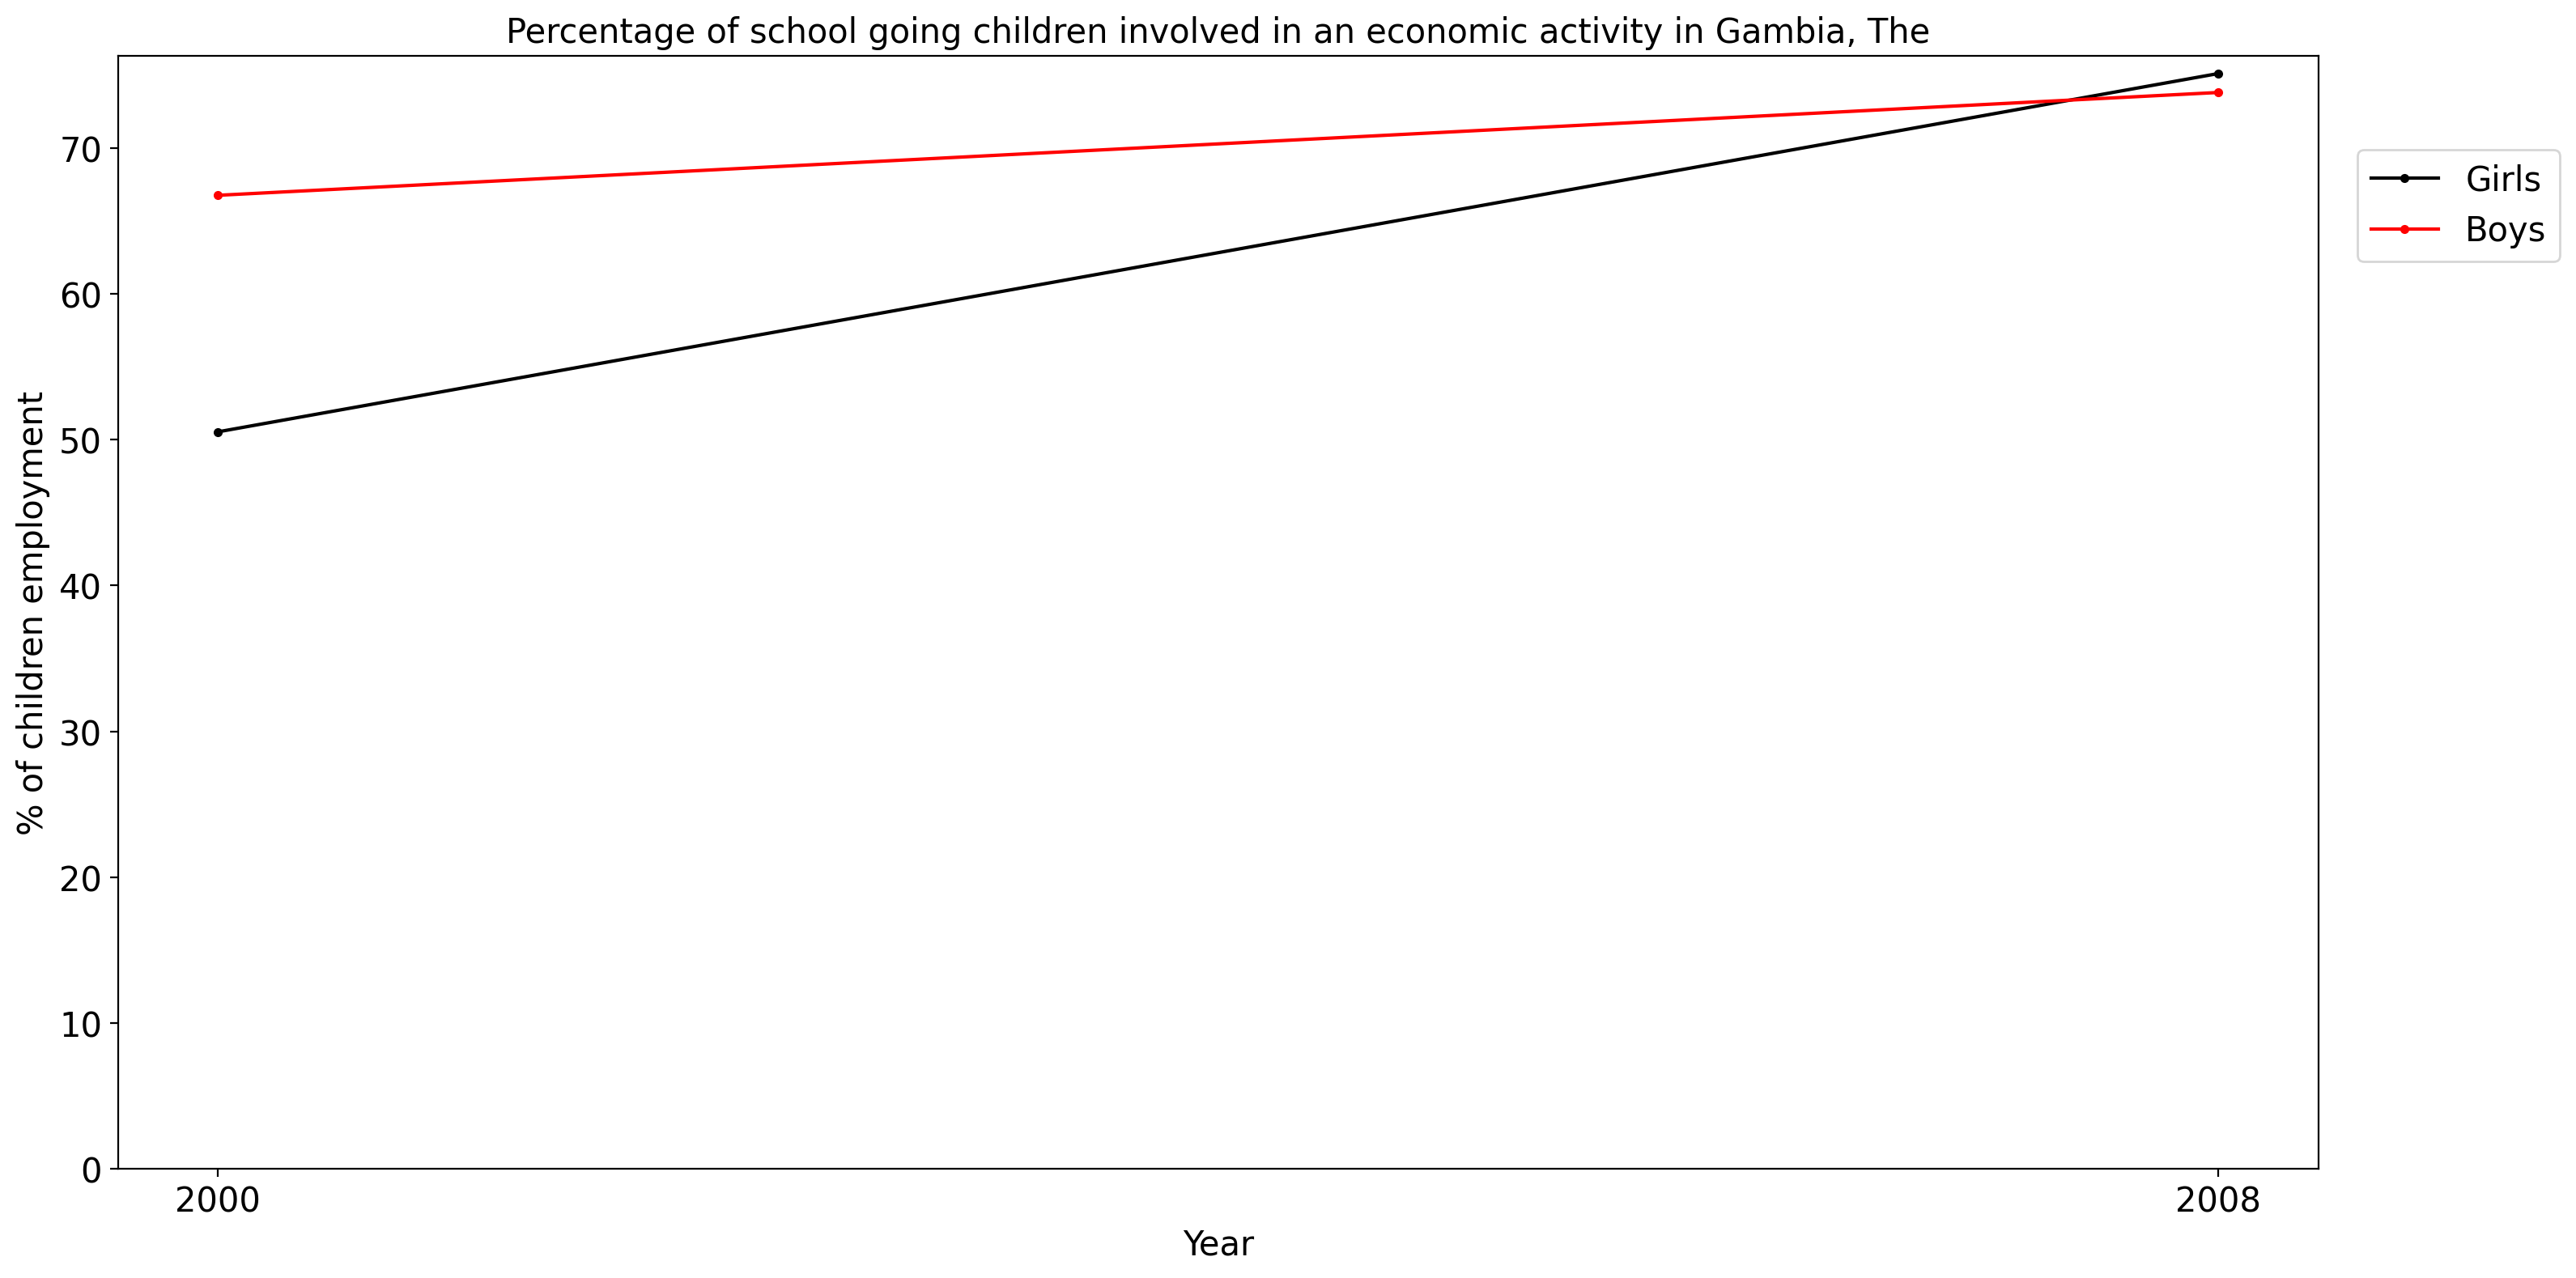 Percentage of school going children involved in an economic activity in Gambia, The
% of children employment
70
60
50
40
30
20
10
0
2000
2008
Year
Girls
Boys